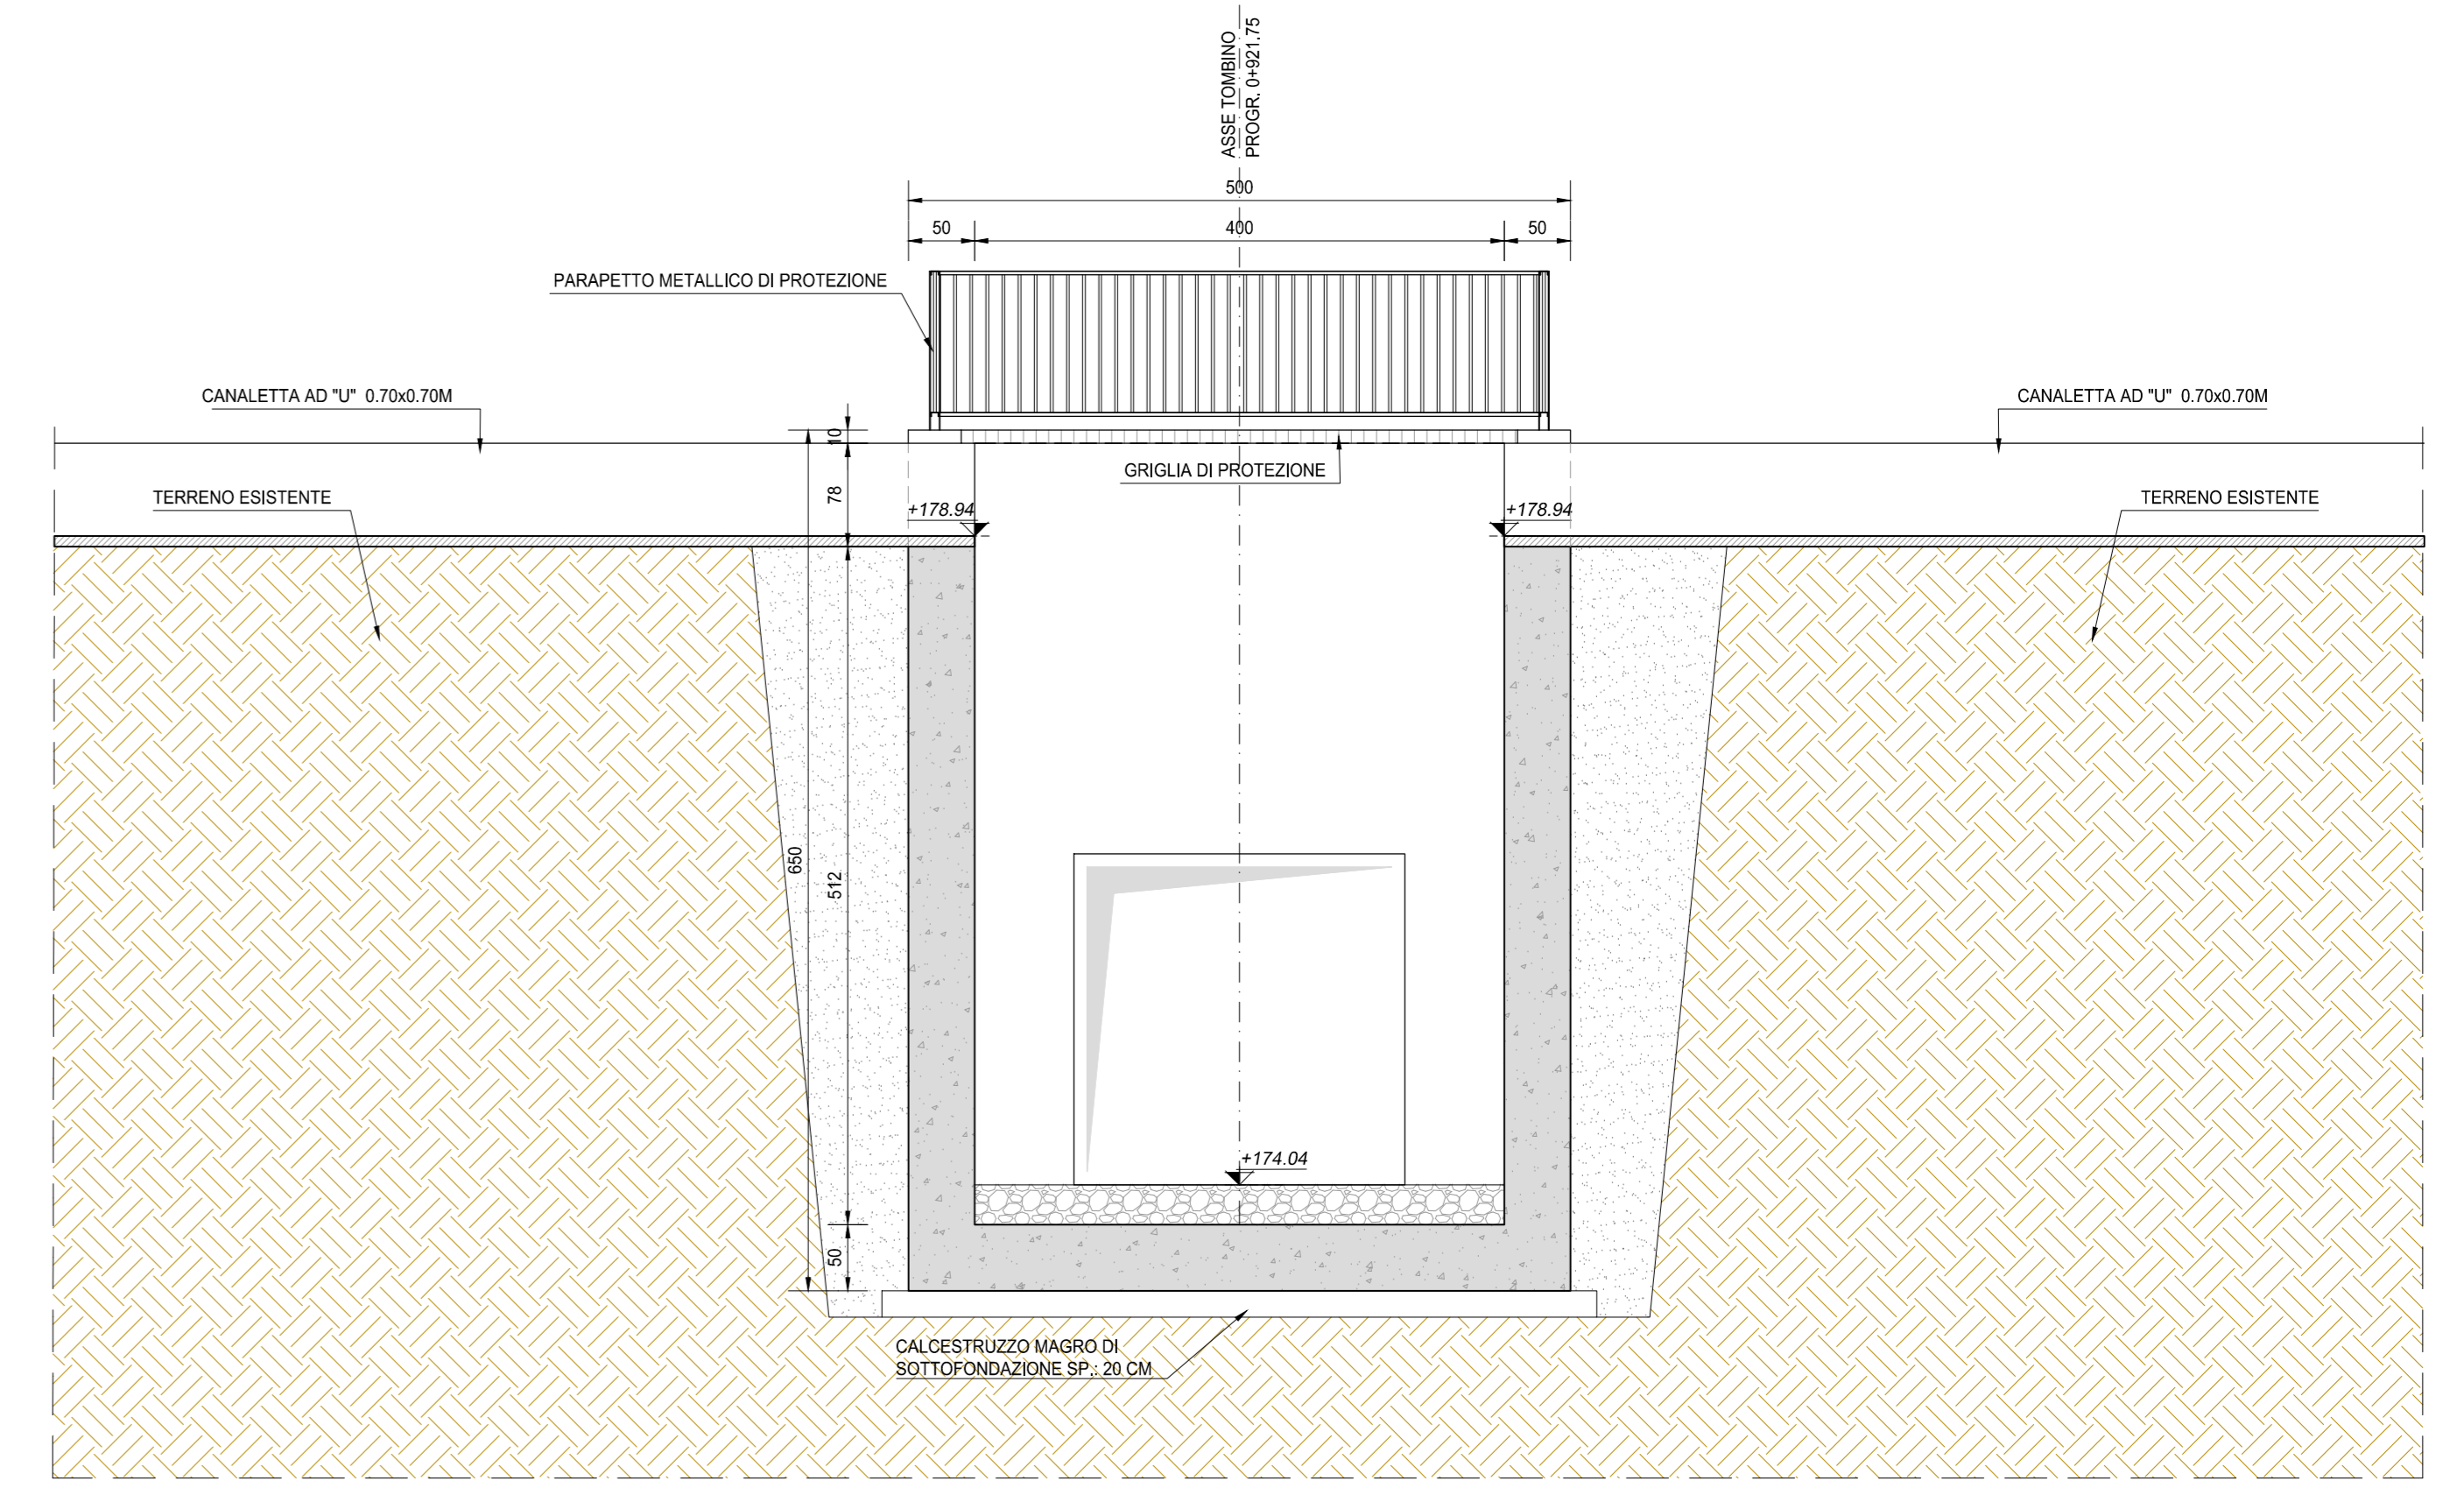 ASSE TOMBINO
PROGR. 0+921.75
500
50
400
50
PARAPETTO METALLICO DI PROTEZIONE
CANALETTA AD "U" 0.70x0.70M
CANALETTA AD "U" 0.70x0.70M
10
GRIGLIA DI PROTEZIONE
78
TERRENO ESISTENTE
TERRENO ESISTENTE
+178.94
+178.94
650
512
+174.04
50
CALCESTRUZZO MAGRO DI
SOTTOFONDAZIONE SP.: 20 CM